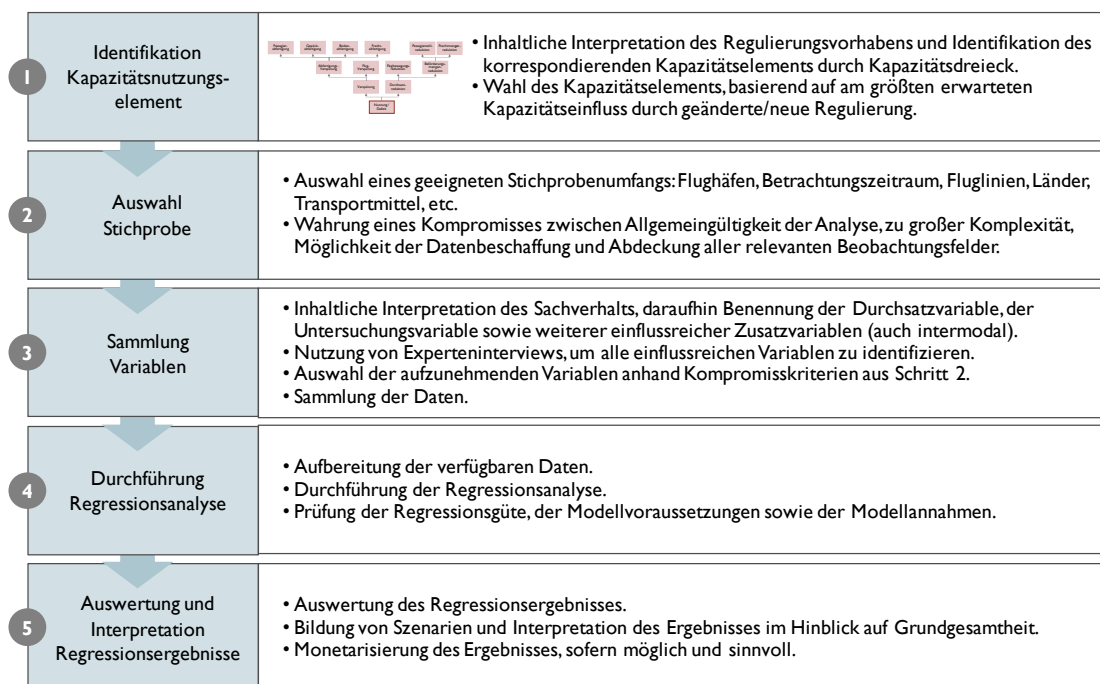 1
Identifikation
Kapazitätsnutzungs-
element
Verspätung
• Inhaltliche Interpretation des Regulierungsvorhabens und Identifikation des
korrespondierenden Kapazitätselements durch Kapazitätsdreieck.
• Wahl des Kapazitätselements, basierend auf am größten erwarteten
Kapazitätseinfluss durch geänderte/neue Regulierung.
2
Auswahl
Stichprobe
• Auswahl eines geeigneten Stichprobenumfangs: Flughäfen, Betrachtungszeitraum, Fluglinien, Länder,
Transportmittel, etc.
• Wahrung eines Kompromisses zwischen Allgemeingültigkeit der Analyse, zu großer Komplexität,
Möglichkeit der Datenbeschaffung und Abdeckung aller relevanten Beobachtungsfelder.
3
Sammlung
Variablen
• Inhaltliche Interpretation des Sachverhalts, daraufhin Benennung der Durchsatzvariable, der
Untersuchungsvariable sowie weiterer einflussreicher Zusatzvariablen (auch intermodal).
• Nutzung von Experteninterviews, um alle einflussreichen Variablen zu identifizieren.
• Auswahl der aufzunehmenden Variablen anhand Kompromisskriterien aus Schritt 2.
• Sammlung der Daten.
4
Durchführung
Regressionsanalyse
• Aufbereitung der verfügbaren Daten.
• Durchführung der Regressionsanalyse.
• Prüfung der Regressionsgüte, der Modellvoraussetzungen sowie der Modellannahmen.
5
Auswertung und
Interpretation
Regressionsergebnisse
• Auswertung des Regressionsergebnisses.
• Bildung von Szenarien und Interpretation des Ergebnisses im Hinblick auf Grundgesamtheit.
• Monetarisierung des Ergebnisses, sofern möglich und sinnvoll.